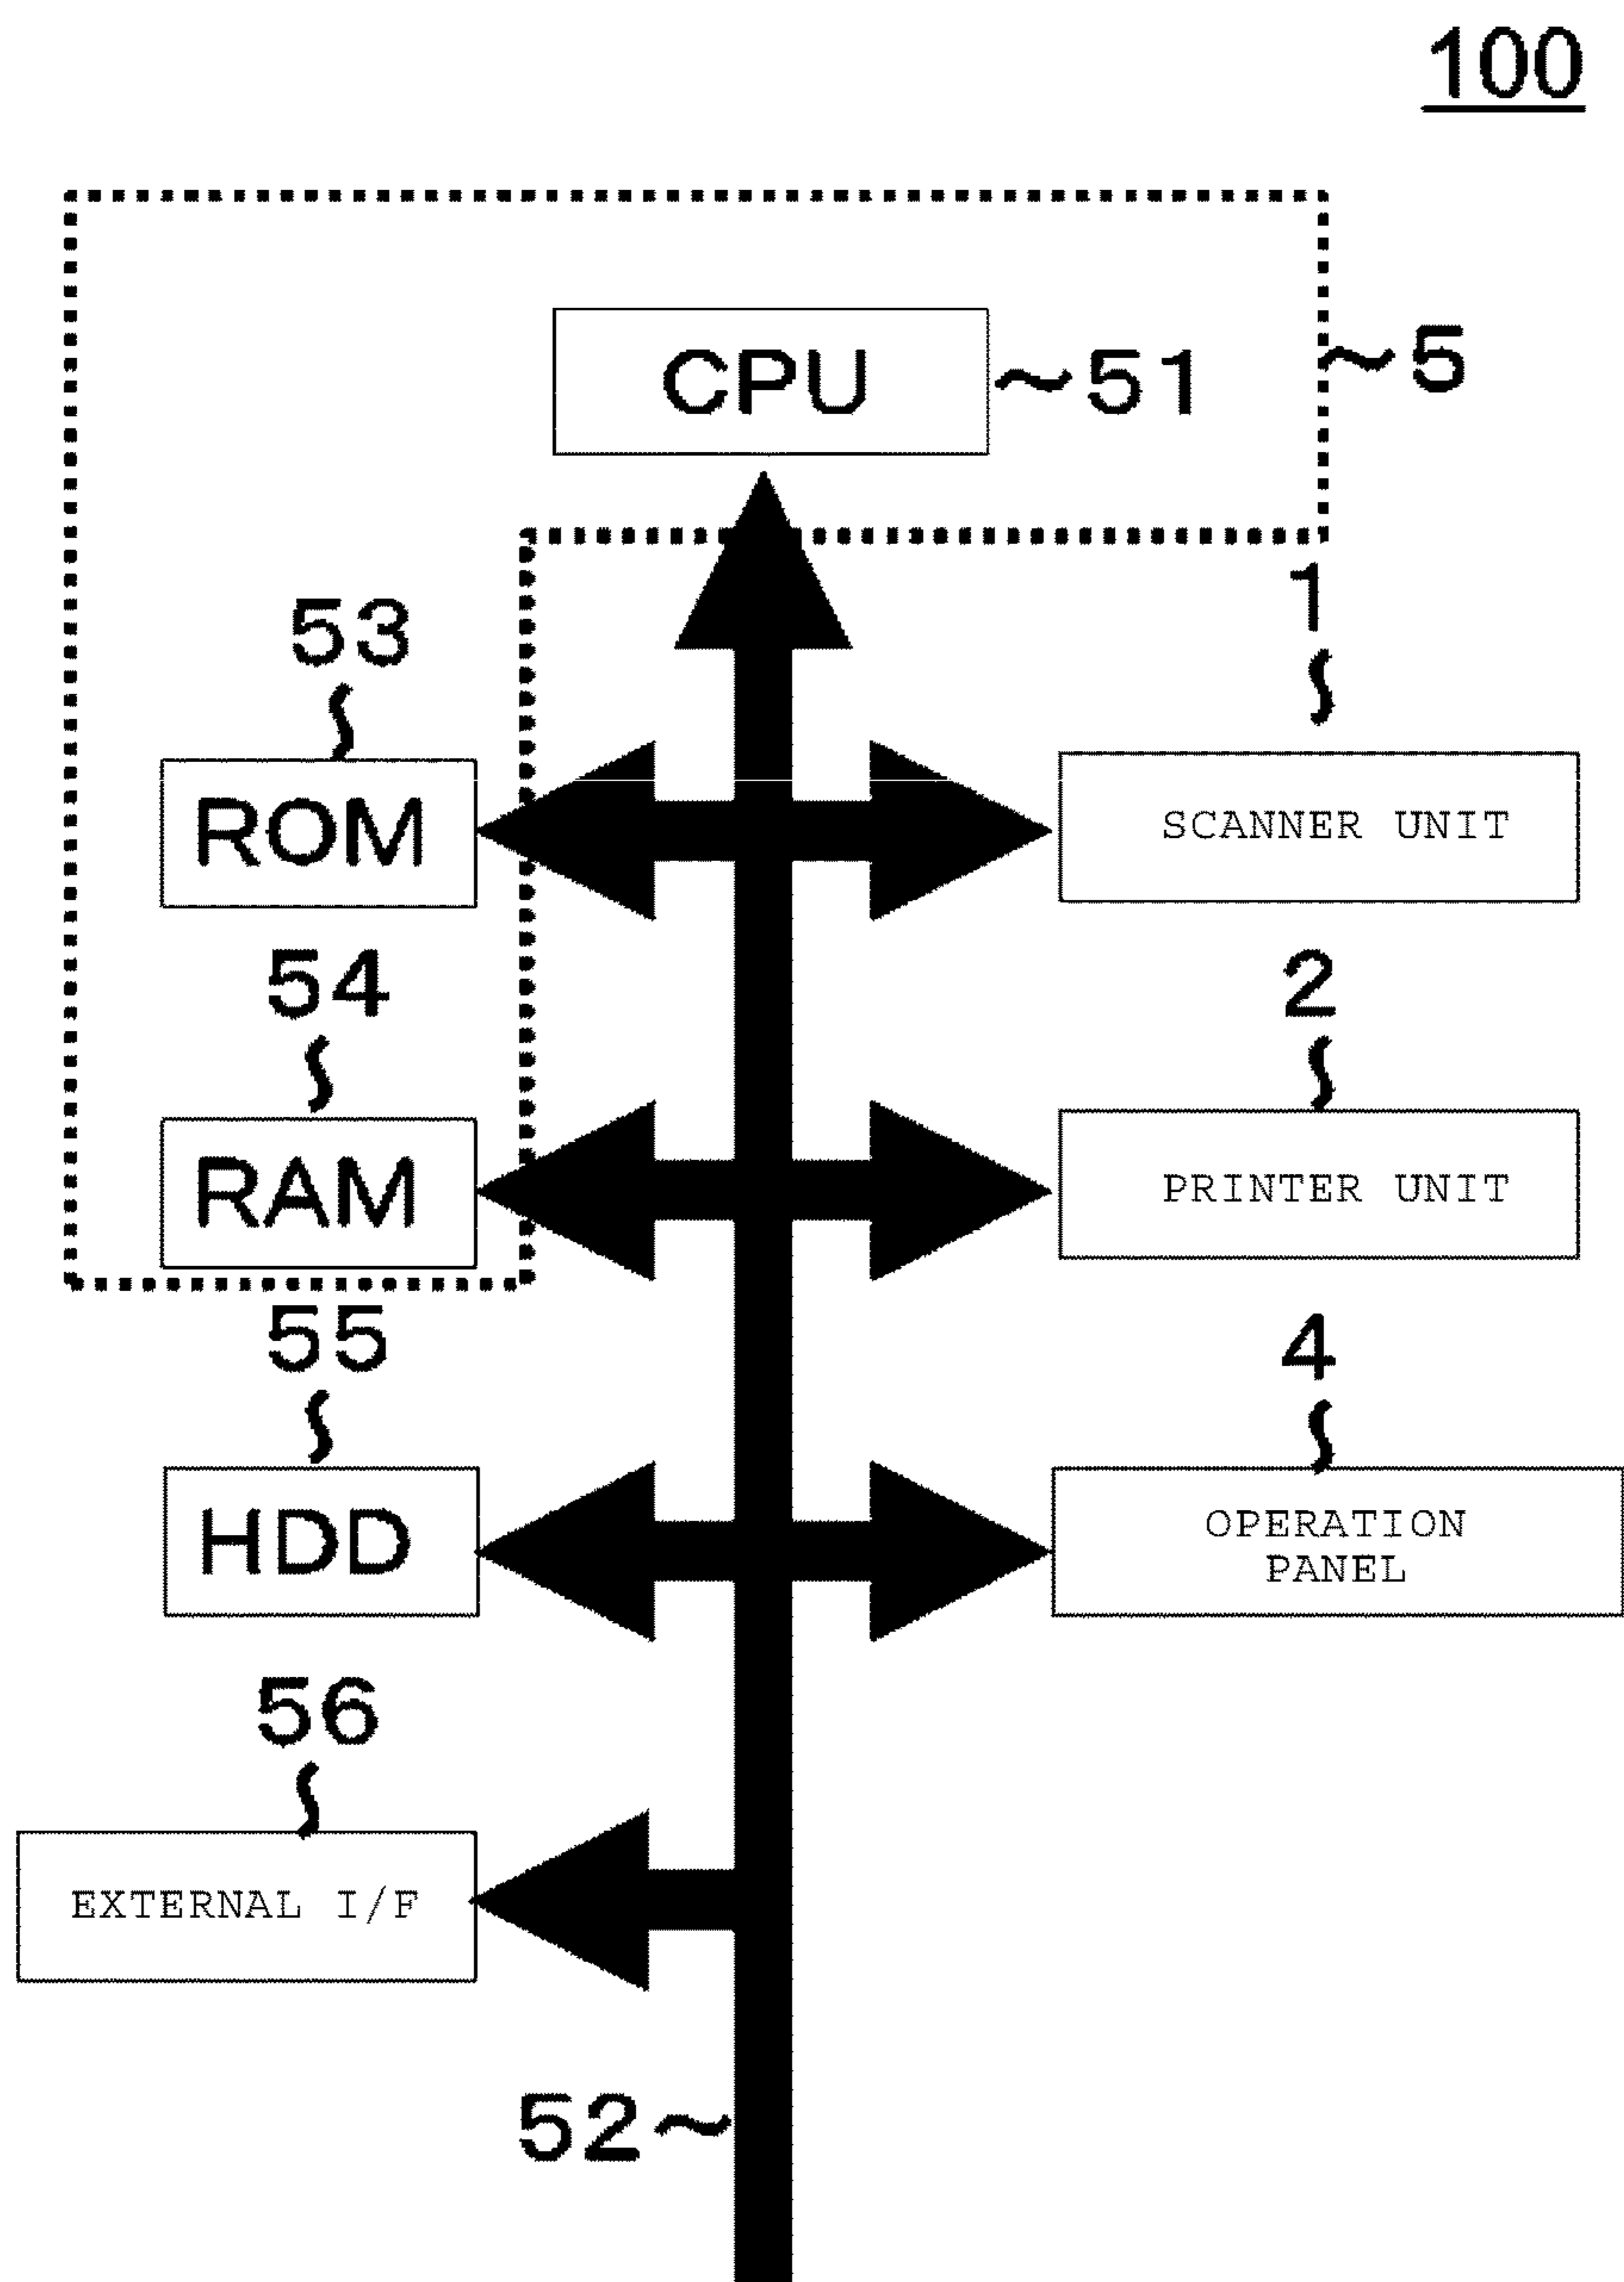 100
CPU
~51
~5
53
1
ROM
SCANNER UNIT
54
2
RAM
PRINTER UNIT
55
4
HDD
OPERATION
PANEL
56
EXTERNAL I/F
52~